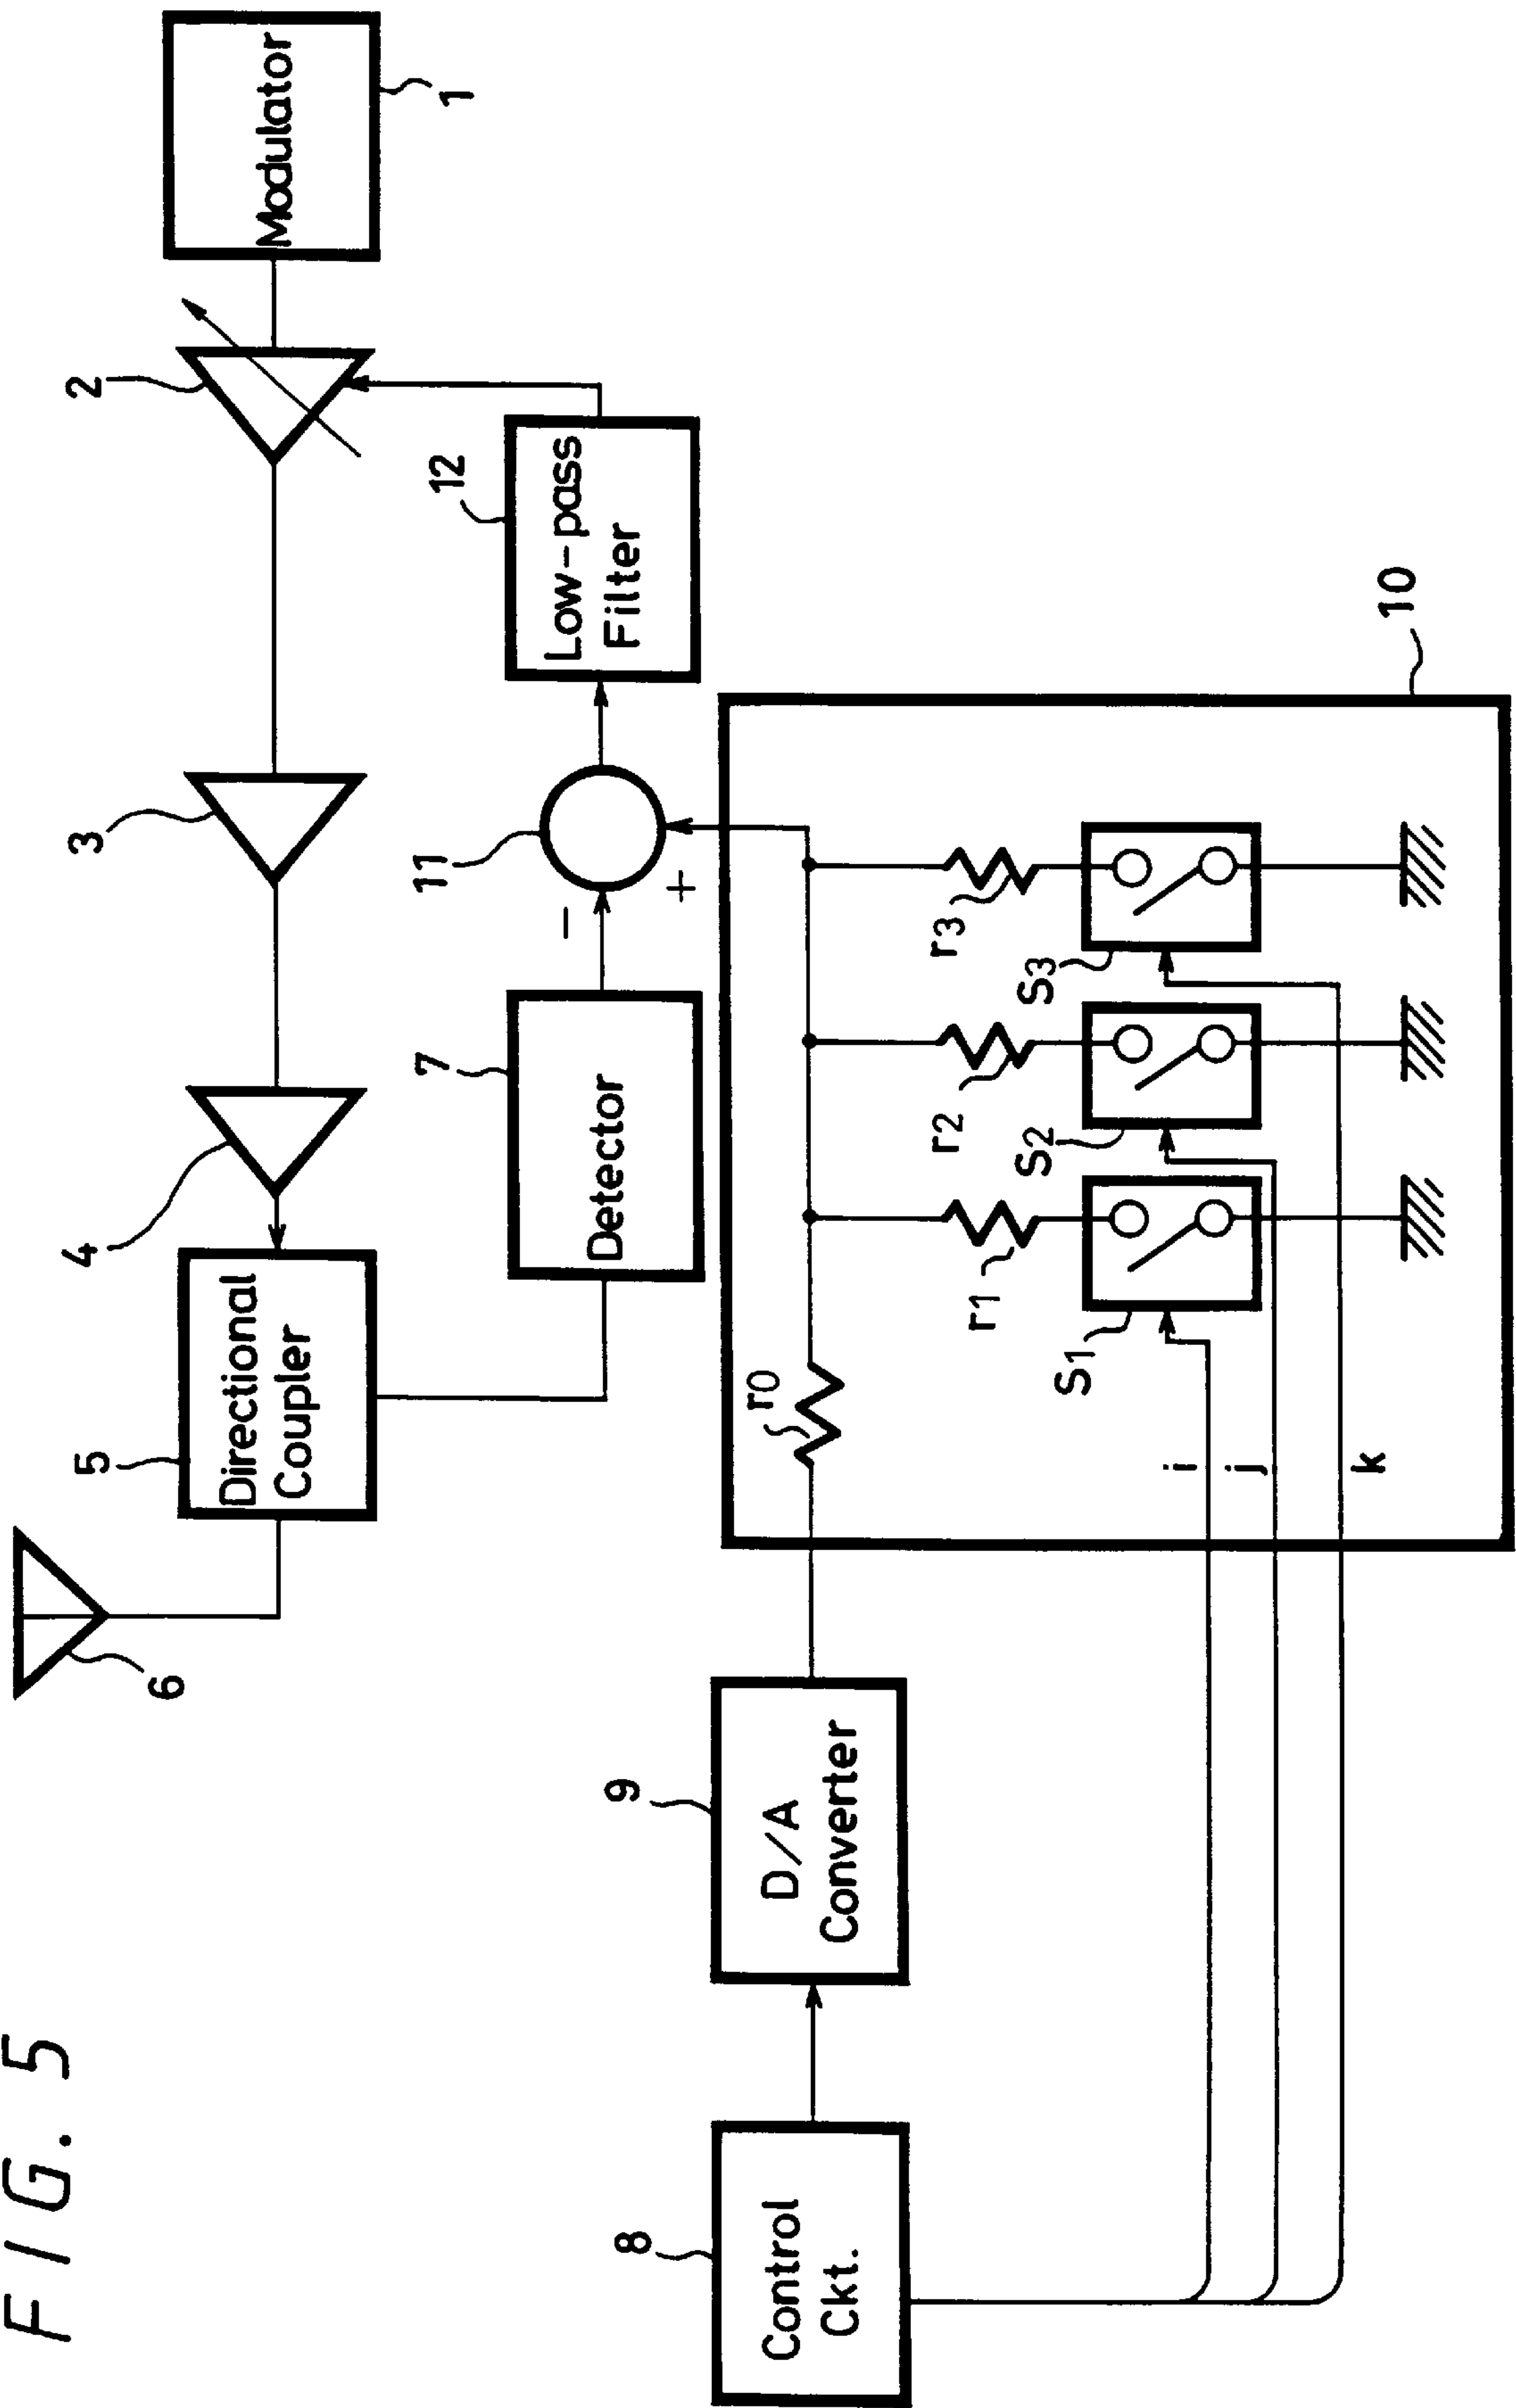 FIG. 5
6
5
Directional
Coupler
4
3
2
Modulator
1
7
Detector
−
+
11
12
Low-pass
Filter
8
Control
Ckt.
9
D/A
Converter
10
r0
r1
r2
r3
S1
S2
S3
i
j
k